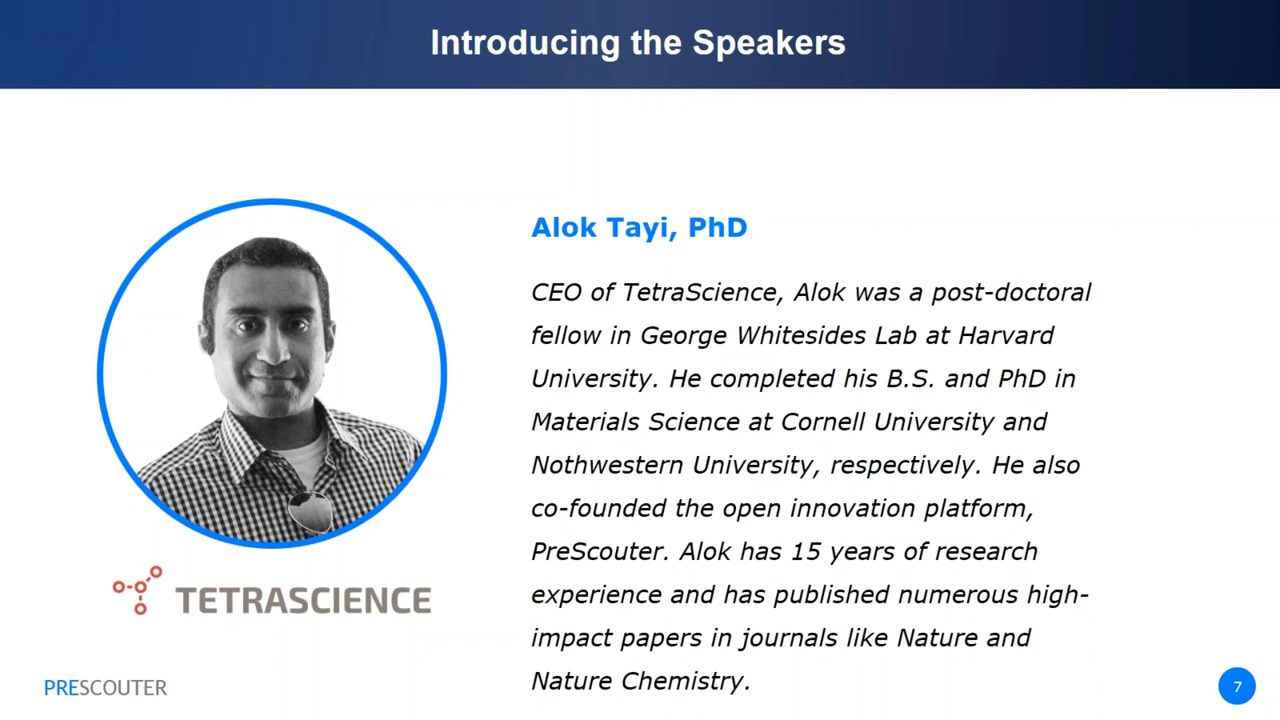 Introducing the Speakers
Alok Tayi, PhD
CEO of TetraScience, Alok was a post-doctoral
fellow in George Whitesides Lab at Harvard
University. He completed his B.S. and PhD in
Materials Science at Cornell University and
Nothwestern University, respectively. He also
co-founded the open innovation platform,
PreScouter. Alok has 15 years of research
experience and has published numerous high-
impact papers in journals like Nature and
Nature Chemistry.
TETRASCIENCE
PRESCOUTER
7